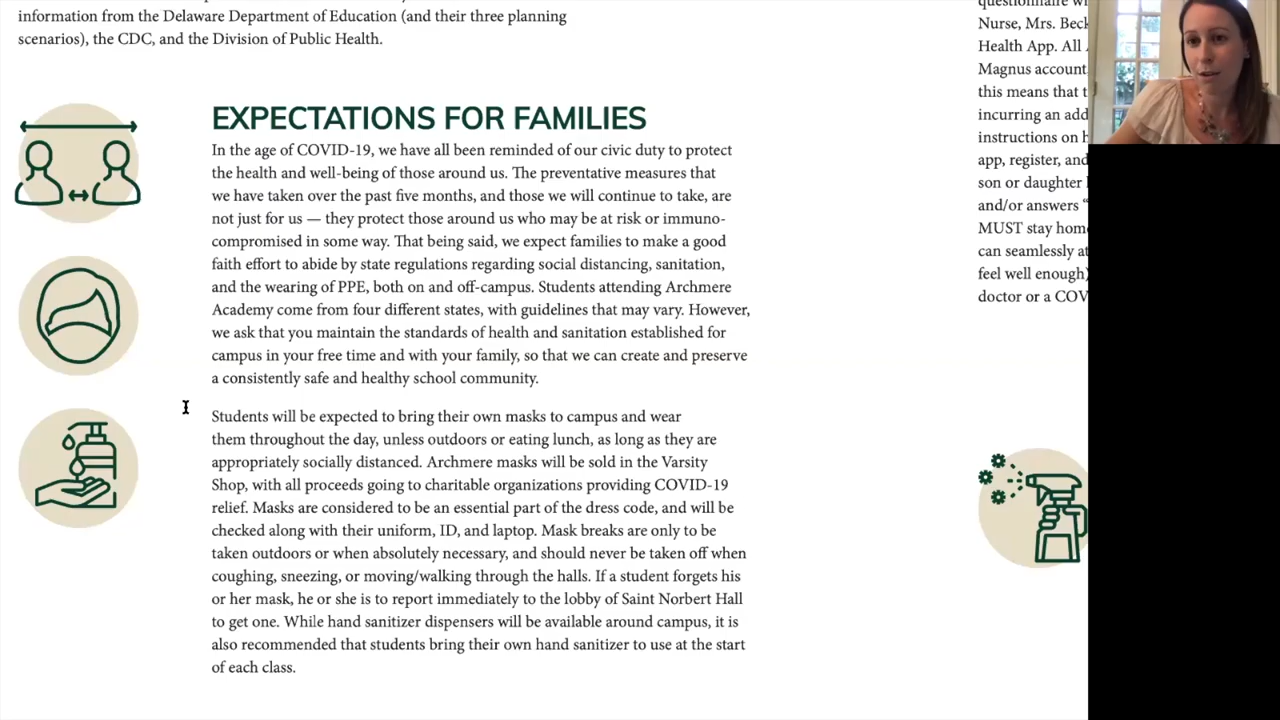 information from the Delaware Department of Education (and their three planning
scenarios), the CDC, and the Division of Public Health.
EXPECTATIONS FOR FAMILIES
In the age of COVID-19, we have all been reminded of our civic duty to protect
the health and well-being of those around us. The preventative measures that
we have taken over the past five months, and those we will continue to take, are
not just for us — they protect those around us who may be at risk or immuno-
compromised in some way. That being said, we expect families to make a good
faith effort to abide by state regulations regarding social distancing, sanitation,
and the wearing of PPE, both on and off-campus. Students attending Archmere
Academy come from four different states, with guidelines that may vary. However,
we ask that you maintain the standards of health and sanitation established for
campus in your free time and with your family, so that we can create and preserve
a consistently safe and healthy school community.
Students will be expected to bring their own masks to campus and wear
them throughout the day, unless outdoors or eating lunch, as long as they are
appropriately socially distanced. Archmere masks will be sold in the Varsity
Shop, with all proceeds going to charitable organizations providing COVID-19
relief. Masks are considered to be an essential part of the dress code, and will be
checked along with their uniform, ID, and laptop. Mask breaks are only to be
taken outdoors or when absolutely necessary, and should never be taken off when
coughing, sneezing, or moving/walking through the halls. If a student forgets his
or her mask, he or she is to report immediately to the lobby of Saint Norbert Hall
to get one. While hand sanitizer dispensers will be available around campus, it is
also recommended that students bring their own hand sanitizer to use at the start
of each class.
questionnaire
Nurse, Mrs. Beck
Health App. All
Magnus account
this means that
incurring an add
instructions on
app, register, and
son or daughter
and/or answers “
MUST stay hom
can seamlessly at
feel well enough)
doctor or a COV